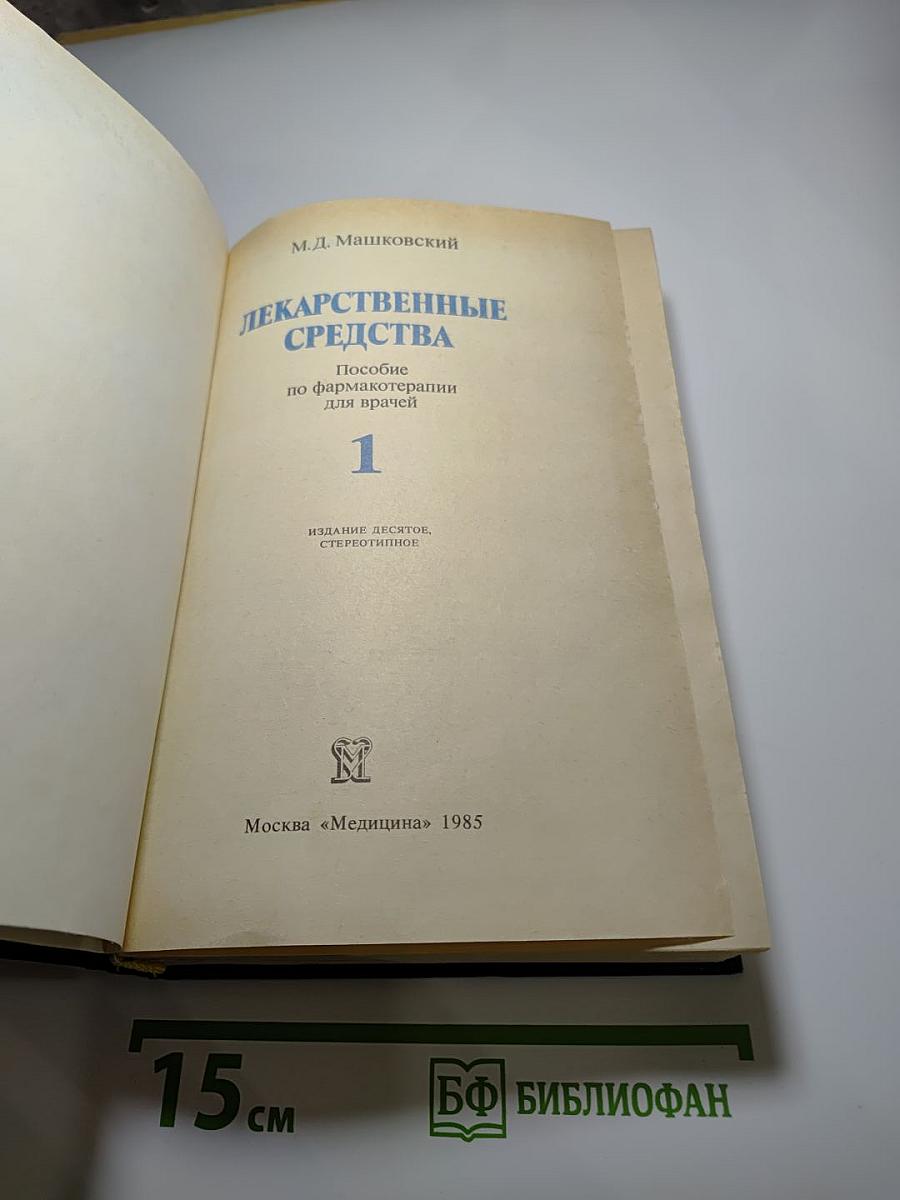 М.Д. Машковский
ЛЕКАРСТВЕННЫЕ
СРЕДСТВА
Пособие
по фармакотерапии
для врачей
1
ИЗДАНИЕ ДЕСЯТОЕ,
СТЕРЕОТИПНОЕ
М
Москва «Медицина» 1985
15 см
БФ БИБЛИОФАН